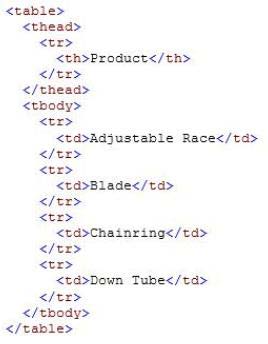 <table>
  <thead>
    <tr>
      <th>Product</th>
    </tr>
  </thead>
  <tbody>
    <tr>
      <td>Adjustable Race</td>
    </tr>
    <tr>
      <td>Blade</td>
    </tr>
    <tr>
      <td>Chainring</td>
    </tr>
    <tr>
      <td>Down Tube</td>
    </tr>
  </tbody>
</table>